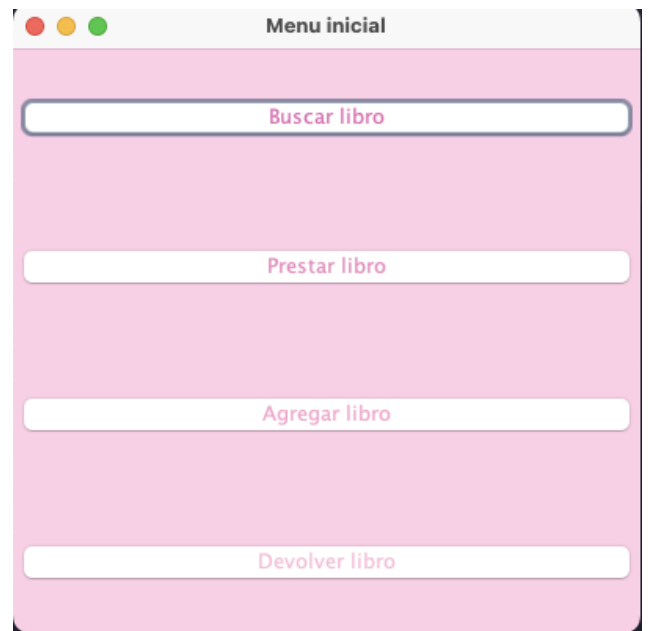 Menu inicial
Buscar libro
Prestar libro
Agregar libro
Devolver libro